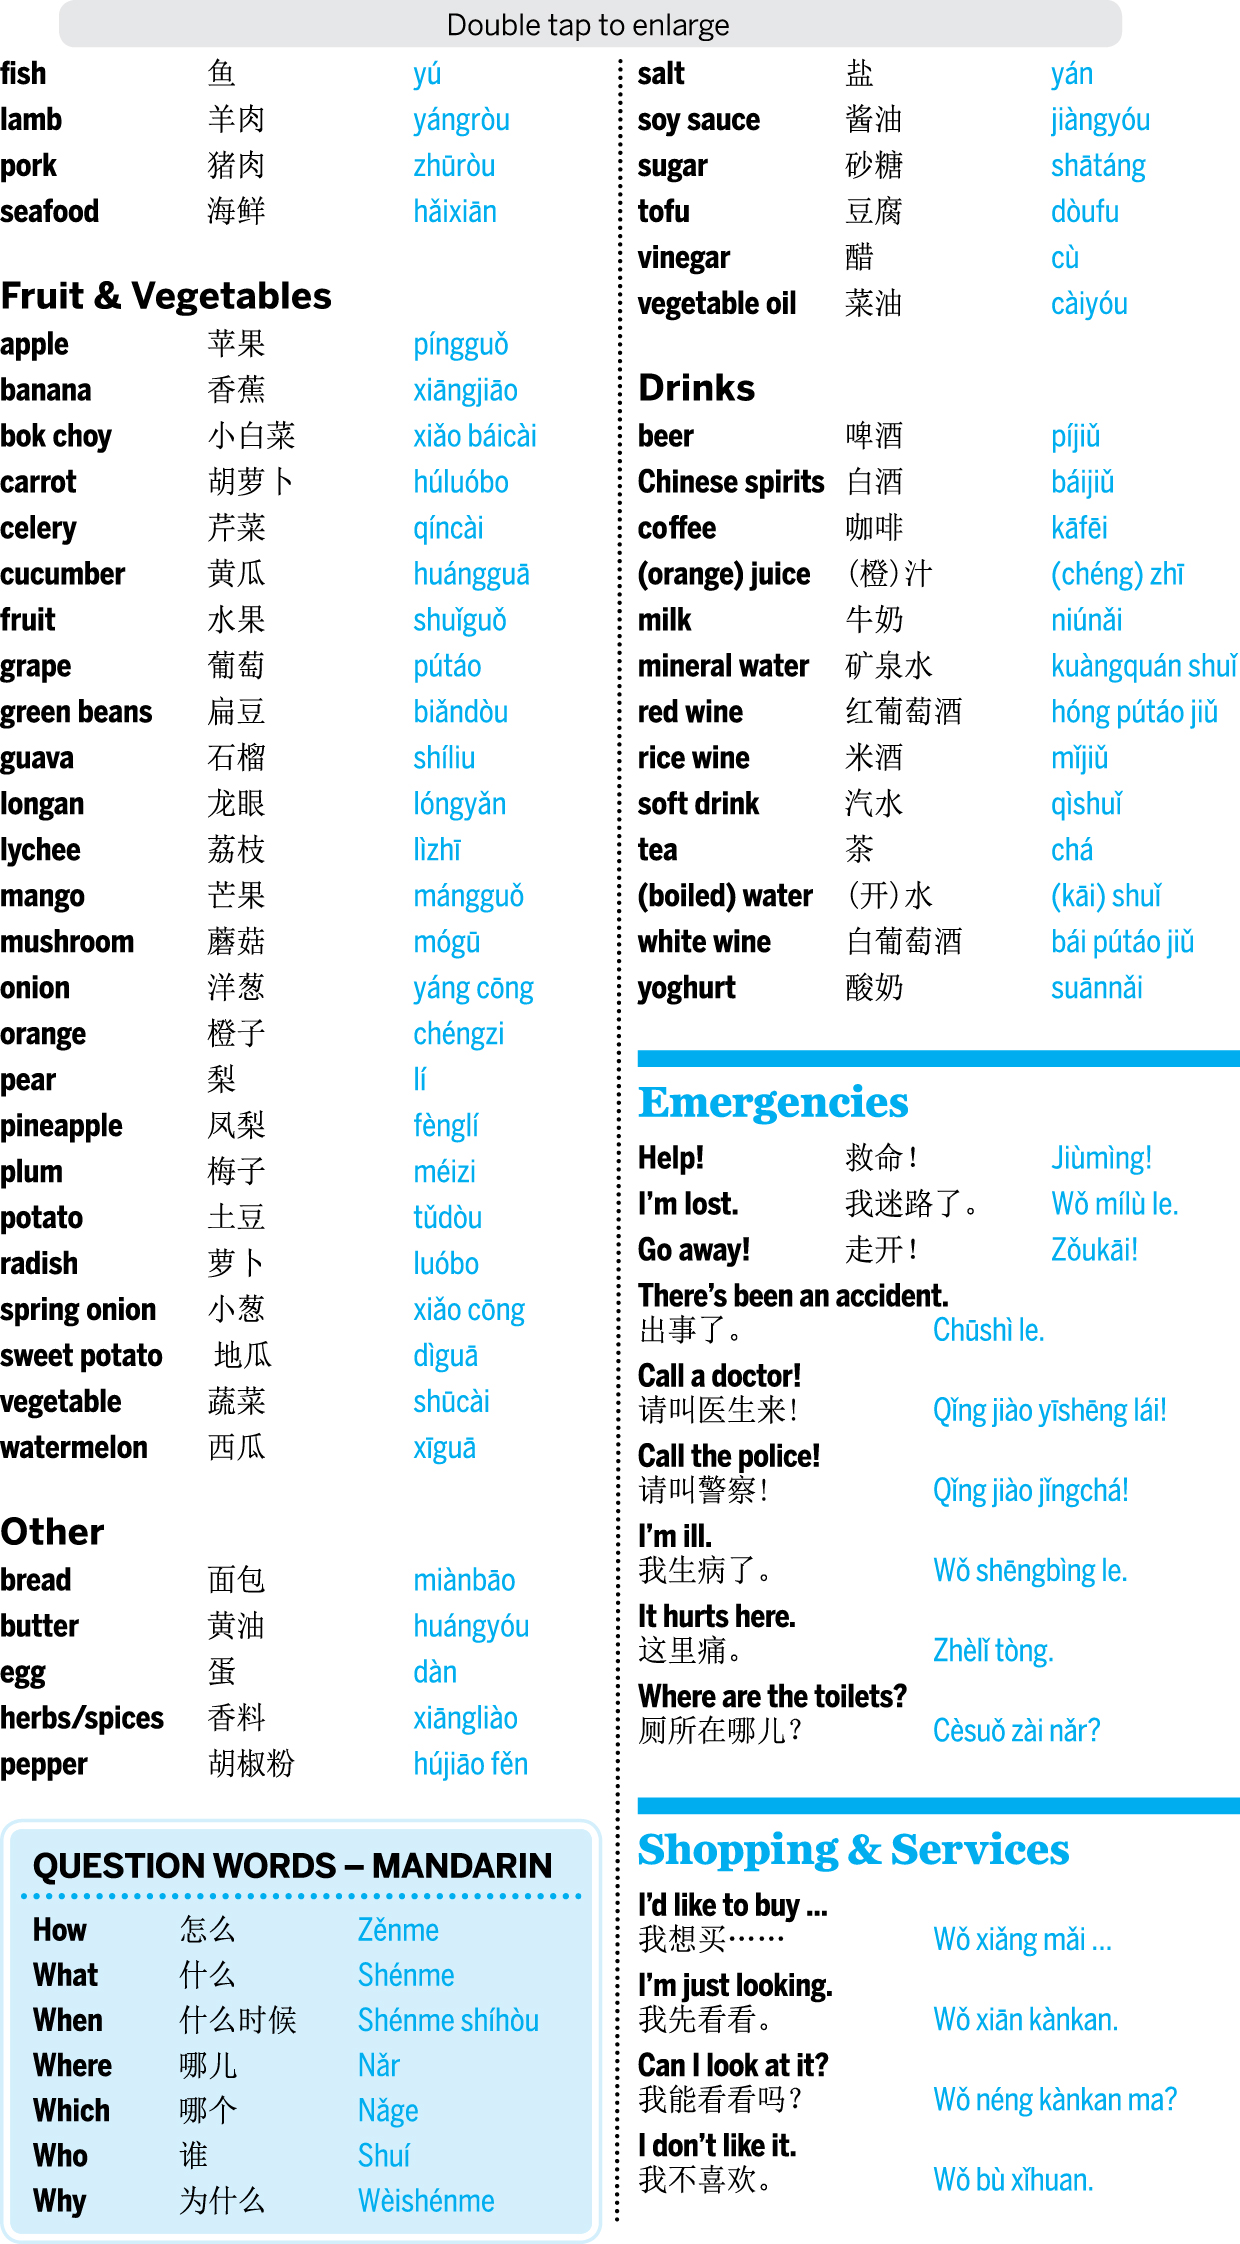 Double tap to enlarge
fish 鱼 yú
lamb 羊肉 yángròu
pork 猪肉 zhūròu
seafood 海鲜 hǎixiān
Fruit & Vegetables
apple 苹果 píngguǒ
banana 香蕉 xiāngjiāo
bok choy 小白菜 xiǎo báicài
carrot 胡萝卜 húluóbo
celery 芹菜 qíncài
cucumber 黄瓜 huángguā
fruit 水果 shuǐguǒ
grape 葡萄 pútáo
green beans 扁豆 biǎndòu
guava 石榴 shíliu
longan 龙眼 lóngyǎn
lychee 荔枝 lìzhī
mango 芒果 mángguǒ
mushroom 蘑菇 mógū
onion 洋葱 yáng cōng
orange 橙子 chéngzi
pear 梨 lí
pineapple 凤梨 fènglí
plum 梅子 méizi
potato 土豆 tǔdòu
radish 萝卜 luóbo
spring onion 小葱 xiǎo cōng
sweet potato 地瓜 dìguā
vegetable 蔬菜 shūcài
watermelon 西瓜 xīguā
Other
bread 面包 miànbāo
butter 黄油 huángyóu
egg 蛋 dàn
herbs/spices 香料 xiāngliào
pepper 胡椒粉 hújiāo fěn
QUESTION WORDS – MANDARIN
How 怎么 Zěnme
What 什么 Shénme
When 什么时候 Shénme shíhòu
Where 哪儿 Nǎr
Which 哪个 Nǎge
Who 谁 Shuí
Why 为什么 Wèishénme
salt 盐 yán
soy sauce 酱油 jiàngyóu
sugar 砂糖 shātáng
tofu 豆腐 dòufu
vinegar 醋 cù
vegetable oil 菜油 càiyóu
Drinks
beer 啤酒 píjiǔ
Chinese spirits 白酒 báijiǔ
coffee 咖啡 kāfēi
(orange) juice （橙）汁 (chéng) zhī
milk 牛奶 niúnǎi
mineral water 矿泉水 kuàngquán shuǐ
red wine 红葡萄酒 hóng pútáo jiǔ
rice wine 米酒 mǐjiǔ
soft drink 汽水 qìshuǐ
tea 茶 chá
(boiled) water （开）水 (kāi) shuǐ
white wine 白葡萄酒 bái pútáo jiǔ
yoghurt 酸奶 suānnǎi
Emergencies
Help! 救命！ Jiùmìng!
I'm lost. 我迷路了。 Wǒ mílù le.
Go away! 走开！ Zǒukāi!
There's been an accident.
出事了。 Chūshì le.
Call a doctor!
请叫医生来！ Qǐng jiào yīshēng lái!
Call the police!
请叫警察！ Qǐng jiào jǐngchá!
I'm ill.
我生病了。 Wǒ shēngbìng le.
It hurts here.
这里痛。 Zhèlǐ tòng.
Where are the toilets?
厕所在哪儿？ Cèsuǒ zài nǎr?
Shopping & Services
I'd like to buy ...
我想买…… Wǒ xiǎng mǎi ...
I'm just looking.
我先看看。 Wǒ xiān kànkan.
Can I look at it?
我能看看吗？ Wǒ néng kànkan ma?
I don't like it.
我不喜欢。 Wǒ bù xǐhuan.